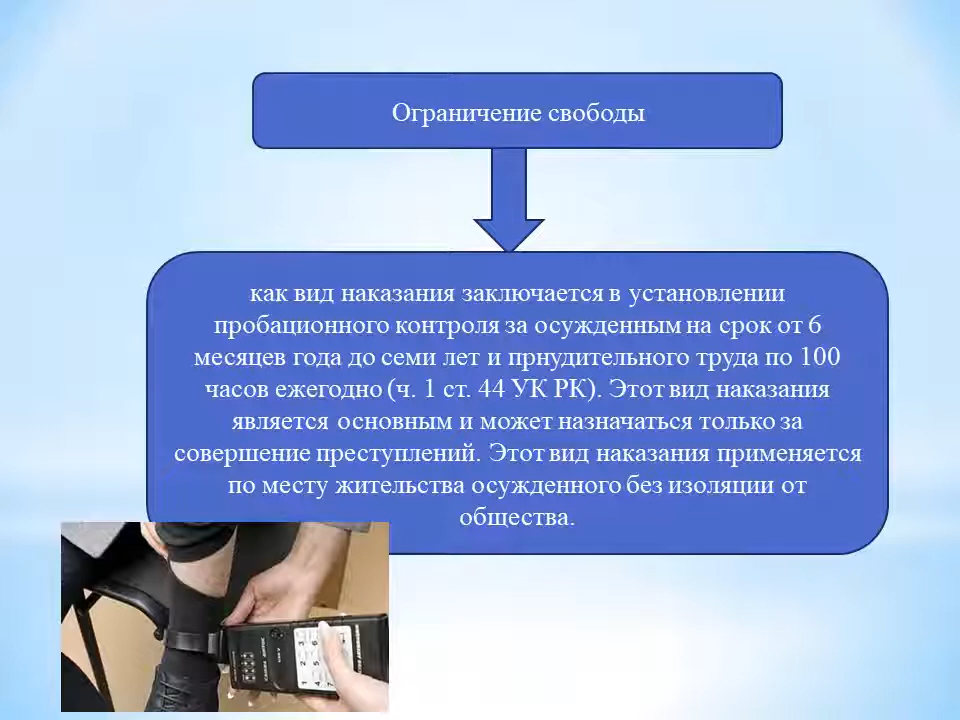 Ограничение свободы
как вид наказания заключается в установлении
пробационного контроля за осужденным на срок от 6
месяцев года до семи лет и прнудительного труда по 100
часов ежегодно (ч. 1 ст. 44 УК РК). Этот вид наказания
является основным и может назначаться только за
совершение преступлений. Этот вид наказания применяется
по месту жительства осужденного без изоляции от
общества.